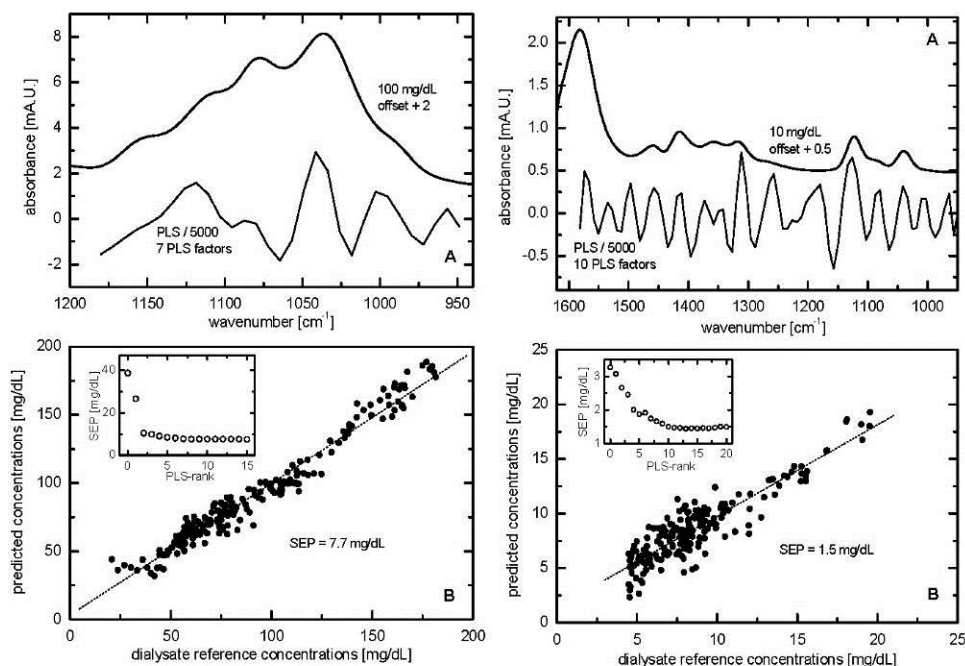 8
6
4
2
0
-2
absorbance [mA.U.]
100 mg/dL
offset + 2
PLS / 5000
7 PLS factors
A
1200 1150 1100 1050 1000 950
wavenumber [cm-1]
2.0
1.5
1.0
0.5
0.0
-0.5
absorbance [mA.U.]
A
10 mg/dL
offset + 0.5
PLS / 5000
10 PLS factors
1600 1500 1400 1300 1200 1100 1000
wavenumber [cm-1]
200
150
100
50
0
predicted concentrations [mg/dL]
40
20
0
SEP [mg/dL]
0 5 10 15
PLS-rank
SEP = 7.7 mg/dL
B
0 50 100 150 200
dialysate reference concentrations [mg/dL]
25
20
15
10
5
0
predicted concentrations [mg/dL]
3
2
1
SEP [mg/dL]
0 5 10 15 20
PLS-rank
SEP = 1.5 mg/dL
B
0 5 10 15 20 25
dialysate reference concentrations [mg/dL]